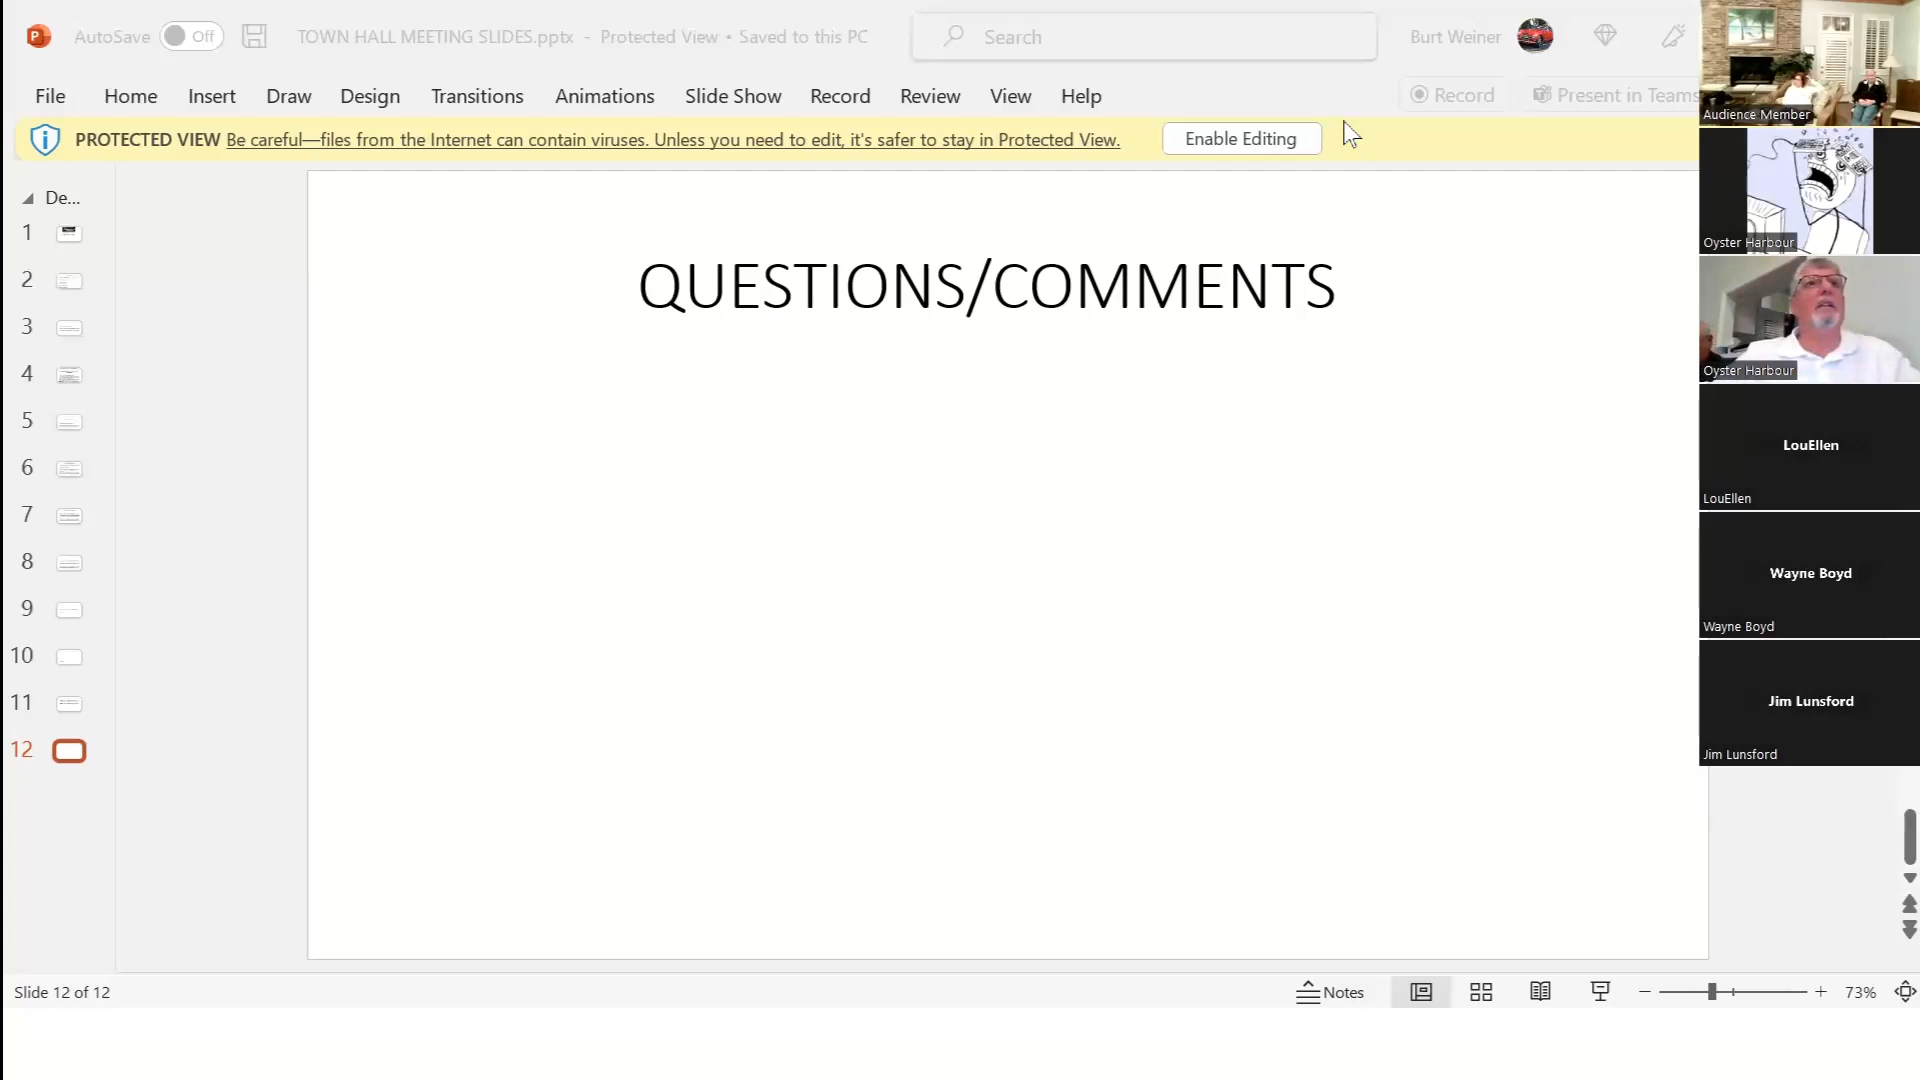 AutoSave Off TOWN HALL MEETING SLIDES.pptx - Protected View • Saved to this PC Search Burt Weiner
File Home Insert Draw Design Transitions Animations Slide Show Record Review View Help Record Present in Teams
PROTECTED VIEW Be careful—files from the Internet can contain viruses. Unless you need to edit, it's safer to stay in Protected View. Enable Editing
Audience Member
De...
1
2
3
4
5
6
7
8
9
10
11
12
QUESTIONS/COMMENTS
Oyster Harbour
Oyster Harbour
LouEllen
LouEllen
Wayne Boyd
Wayne Boyd
Jim Lunsford
Jim Lunsford
Slide 12 of 12 Notes 73%